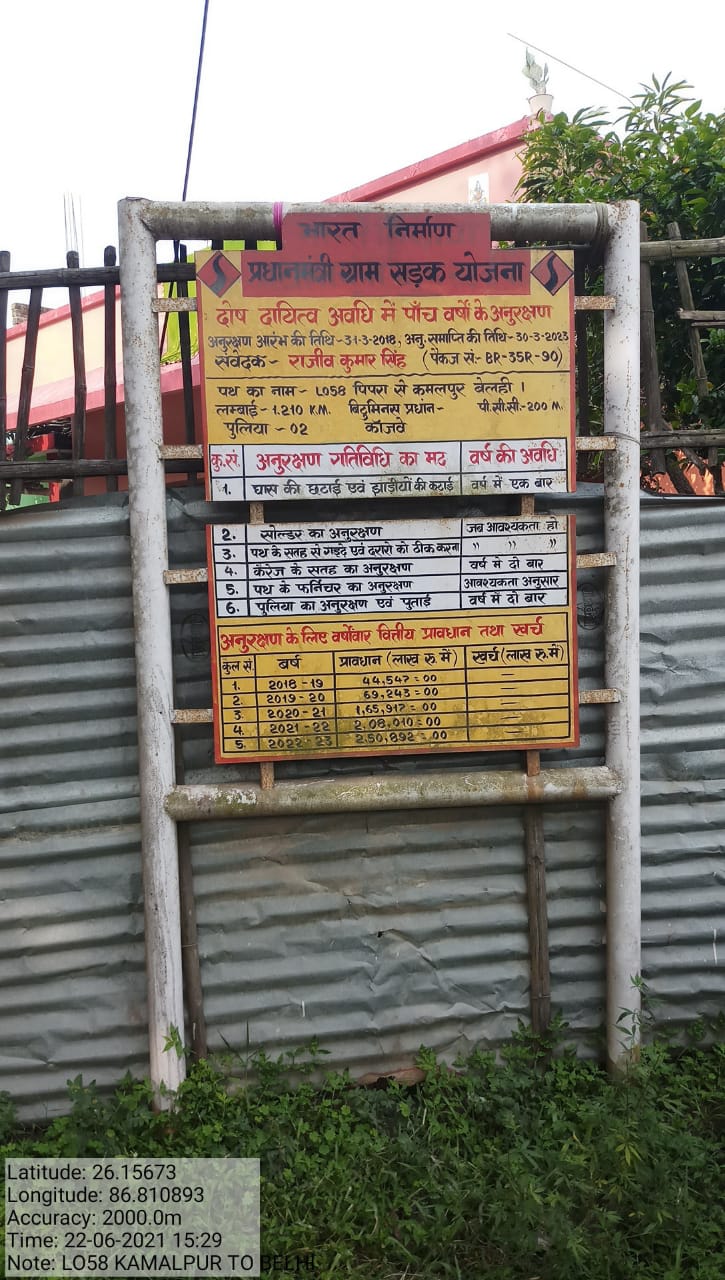 भारत निर्माण
प्रधानमंत्री ग्राम सड़क योजना
दोष दायित्व अवधि में पाँच वर्षो के अनुरक्षण
अनुरक्षण आरंभ की तिथि-31-3-2018, अनु. समाप्ति की तिथि-30-3-2023
संवेदक- राजीव कुमार सिंह (पैकेज सं- BR-35R-90)
पथ का नाम- L058 पिपरा से कमलपुर बेलही ।
लम्बाई- 1.210 K.M. बिटुमिनस प्रधान- पी.सी.सी.-200 M.
पुलिया -02 कॉजवे
कु.सं. अनुरक्षण गतिविधि का मद वर्ष की अवधि
1. घास की छटाई एवं झाड़ीयों की कटाई वर्ष में एक बार
2. सोल्डर का अनुरक्षण जब आवश्यकता हो
3. पथ के सतह से गड्ढे एवं दरारो को ठीक करना " " "
4. कैरेज के सतह का अनुरक्षण वर्ष में दो बार
5. पथ के फर्निचर का अनुरक्षण आवश्यकता अनुसार
6. पुलिया का अनुरक्षण एवं पुताई वर्ष में दो बार
अनुरक्षण के लिए वर्षोवार वित्तीय प्रावधान तथा खर्च
कुल सं. वर्ष प्रावधान (लाख रु. में) खर्च (लाख रु. में)
1. 2018-19 44,547=00 —
2. 2019-20 69,243=00 —
3. 2020-21 1,65,917=00 —
4. 2021-22 2,08,010=00 —
5. 2022-23 2,50,892=00 —
Latitude: 26.15673
Longitude: 86.810893
Accuracy: 2000.0m
Time: 22-06-2021 15:29
Note: LO58 KAMALPUR TO BELHI